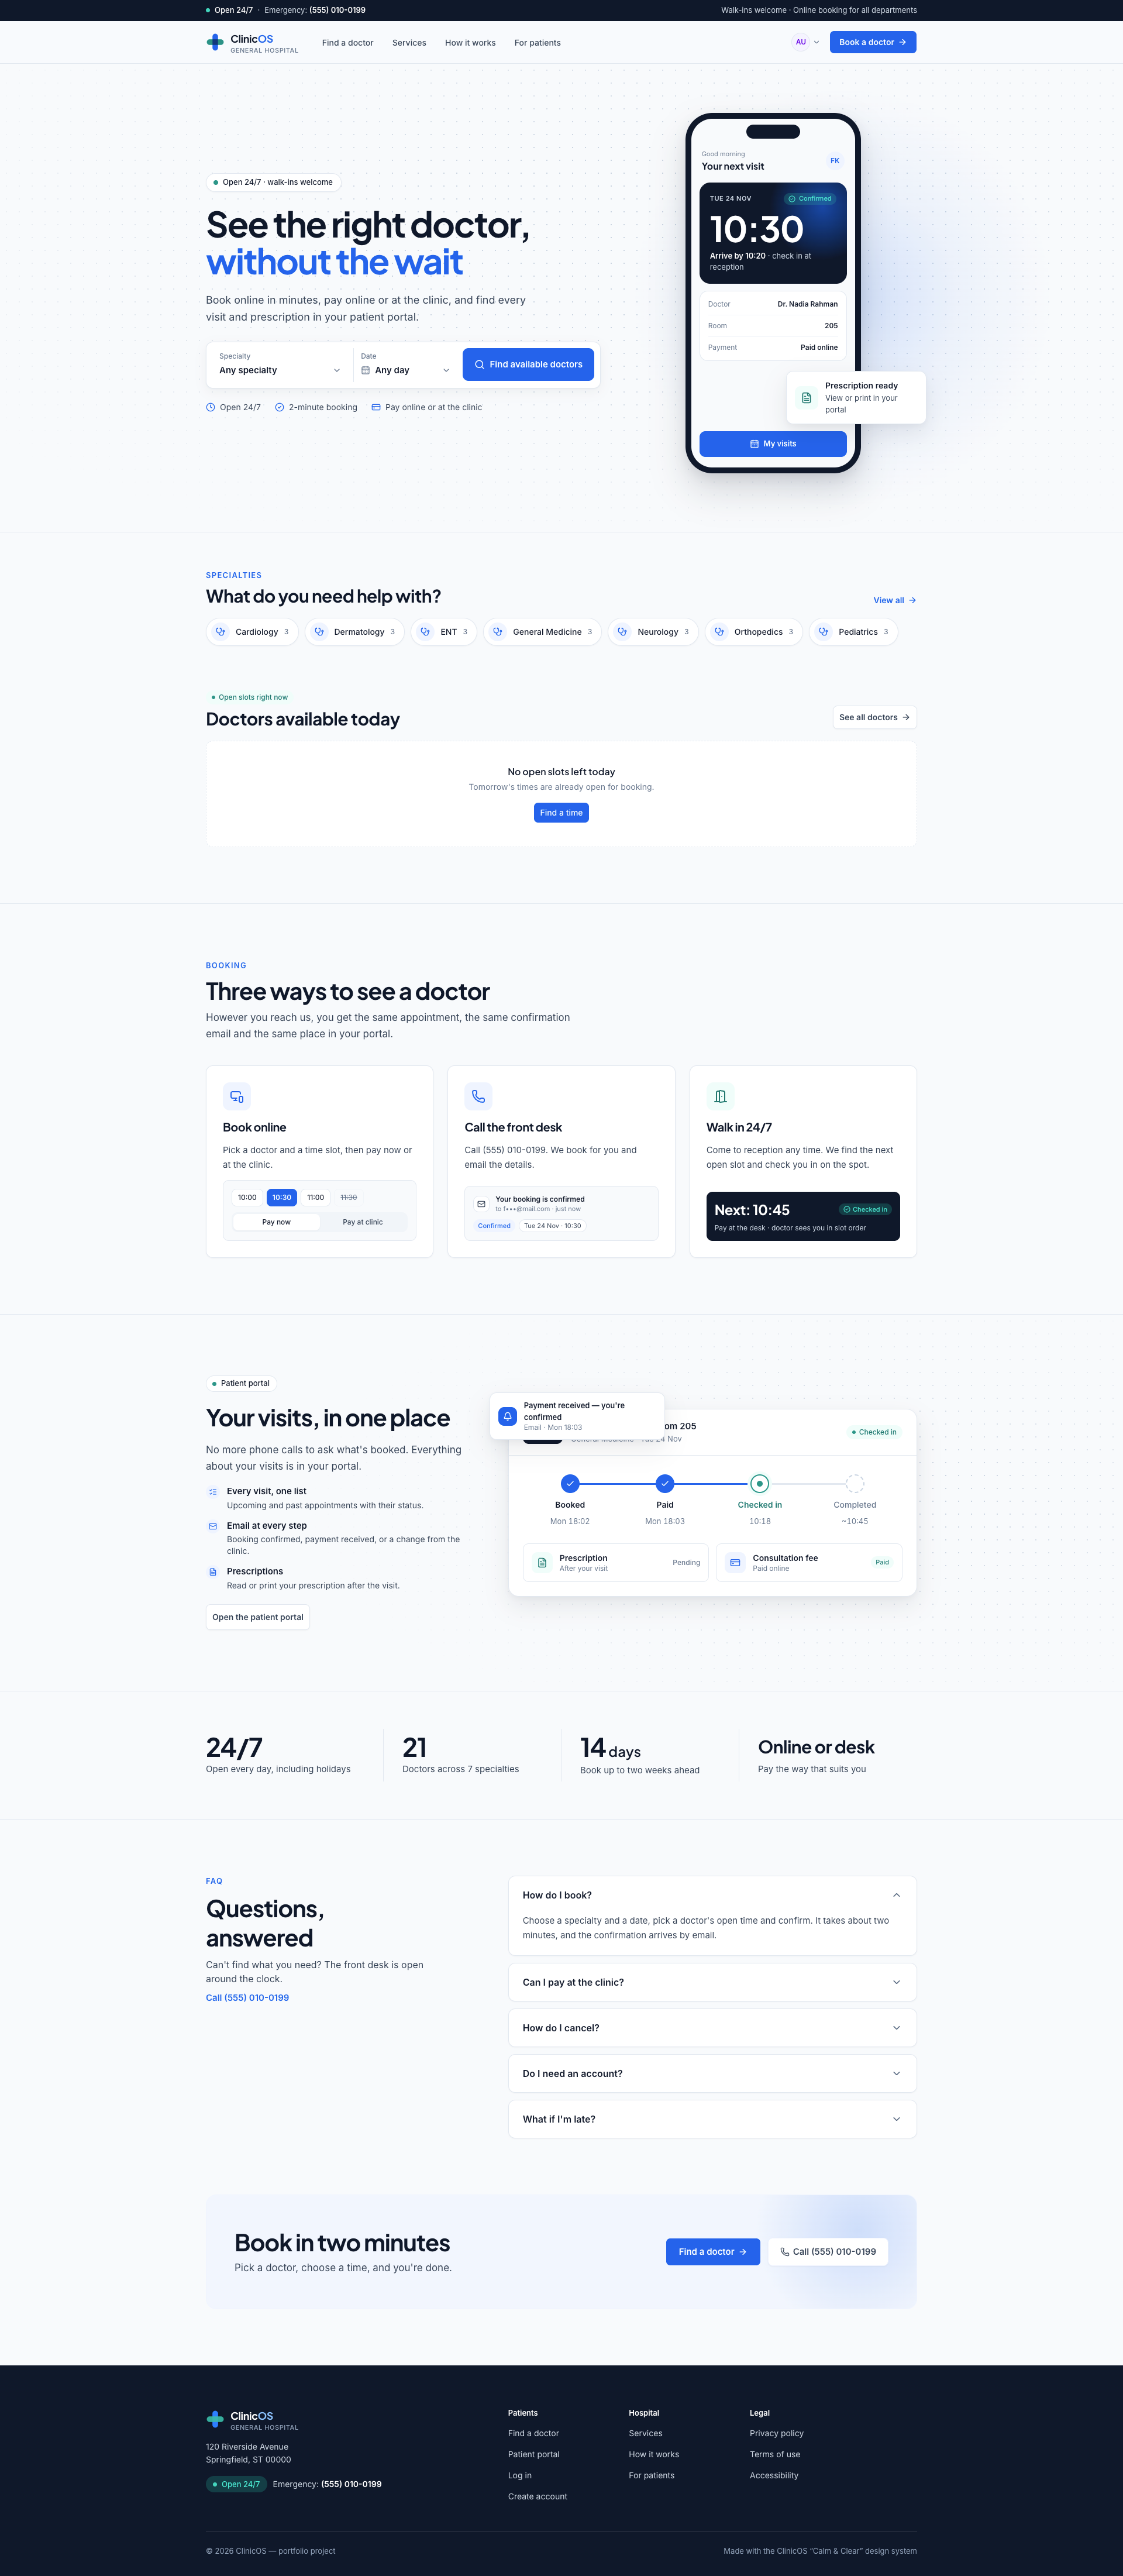 Open 24/7 · Emergency: (555) 010-0199
Walk-ins welcome · Online booking for all departments
ClinicOS
GENERAL HOSPITAL
Find a doctor
Services
How it works
For patients
AU
Book a doctor
Open 24/7 · walk-ins welcome
See the right doctor,
without the wait
Book online in minutes, pay online or at the clinic, and find every
visit and prescription in your patient portal.
Specialty
Any specialty
Date
Any day
Find available doctors
Open 24/7
2-minute booking
Pay online or at the clinic
Good morning
Your next visit
FK
TUE 24 NOV
Confirmed
10:30
Arrive by 10:20 · check in at
reception
Doctor
Dr. Nadia Rahman
Room
205
Payment
Paid online
Prescription ready
View or print in your
portal
My visits
SPECIALTIES
What do you need help with?
View all
Cardiology 3
Dermatology 3
ENT 3
General Medicine 3
Neurology 3
Orthopedics 3
Pediatrics 3
Open slots right now
Doctors available today
See all doctors
No open slots left today
Tomorrow's times are already open for booking.
Find a time
BOOKING
Three ways to see a doctor
However you reach us, you get the same appointment, the same confirmation
email and the same place in your portal.
Book online
Pick a doctor and a time slot, then pay now or
at the clinic.
10:00
10:30
11:00
11:30
Pay now
Pay at clinic
Call the front desk
Call (555) 010-0199. We book for you and
email the details.
Your booking is confirmed
to f•••@mail.com · just now
Confirmed
Tue 24 Nov · 10:30
Walk in 24/7
Come to reception any time. We find the next
open slot and check you in on the spot.
Next: 10:45
Checked in
Pay at the desk · doctor sees you in slot order
Patient portal
Your visits, in one place
No more phone calls to ask what's booked. Everything
about your visits is in your portal.
Every visit, one list
Upcoming and past appointments with their status.
Email at every step
Booking confirmed, payment received, or a change from the
clinic.
Prescriptions
Read or print your prescription after the visit.
Open the patient portal
Payment received — you're
confirmed
Email · Mon 18:03
om 205
Nov
Checked in
Booked
Mon 18:02
Paid
Mon 18:03
Checked in
10:18
Completed
~10:45
Prescription
After your visit
Pending
Consultation fee
Paid online
Paid
24/7
Open every day, including holidays
21
Doctors across 7 specialties
14 days
Book up to two weeks ahead
Online or desk
Pay the way that suits you
FAQ
Questions,
answered
Can't find what you need? The front desk is open
around the clock.
Call (555) 010-0199
How do I book?
Choose a specialty and a date, pick a doctor's open time and confirm. It takes about two
minutes, and the confirmation arrives by email.
Can I pay at the clinic?
How do I cancel?
Do I need an account?
What if I'm late?
Book in two minutes
Pick a doctor, choose a time, and you're done.
Find a doctor
Call (555) 010-0199
ClinicOS
GENERAL HOSPITAL
120 Riverside Avenue
Springfield, ST 00000
Open 24/7
Emergency: (555) 010-0199
Patients
Find a doctor
Patient portal
Log in
Create account
Hospital
Services
How it works
For patients
Legal
Privacy policy
Terms of use
Accessibility
© 2026 ClinicOS — portfolio project
Made with the ClinicOS "Calm & Clear" design system